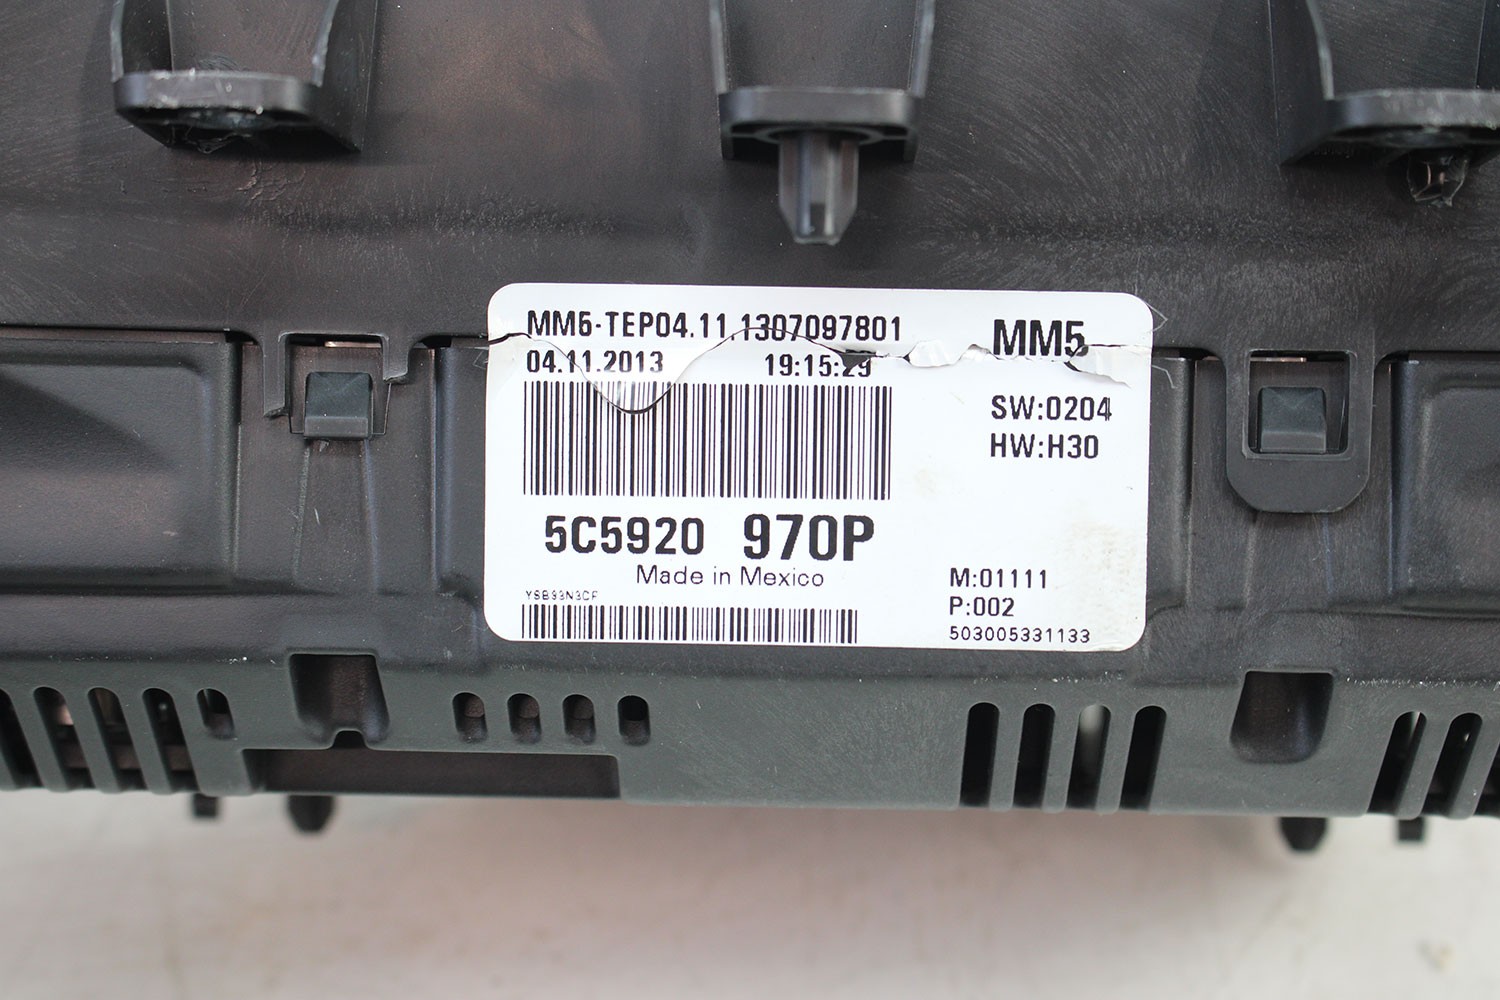 MM5-TEP04.11.1307097801
04.11.2013 19:15:29
MM5
SW:0204
HW:H30
5C5920 970P
Made in Mexico
M:01111
P:002
503005331133